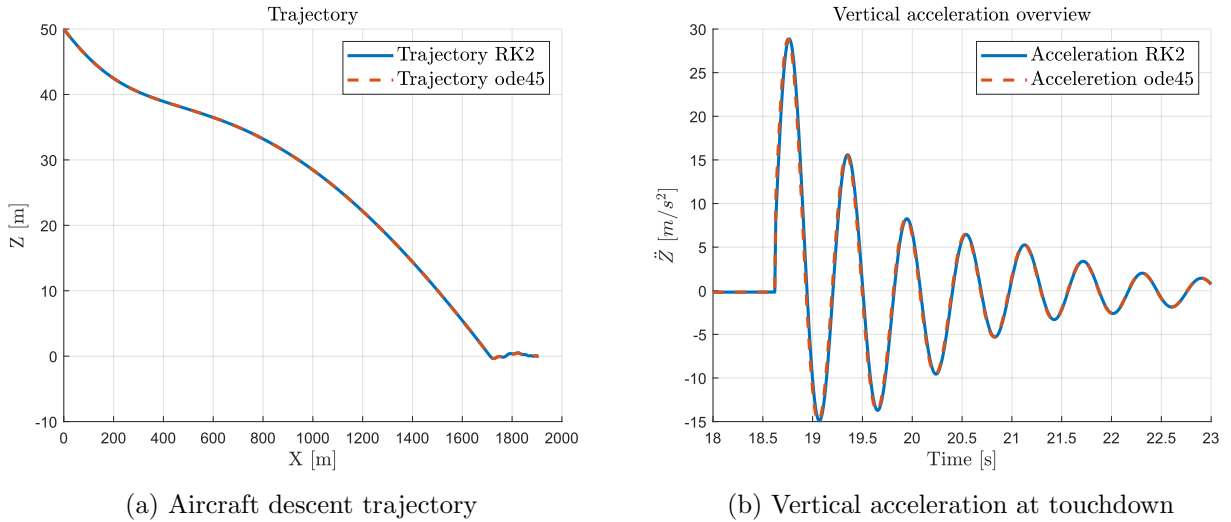 Trajectory
Trajectory RK2
Trajectory ode45
50
40
30
20
10
0
-10
Z [m]
0 200 400 600 800 1000 1200 1400 1600 1800 2000
X [m]
(a) Aircraft descent trajectory
Vertical acceleration overview
Acceleration RK2
Acceleretion ode45
30
25
20
15
10
5
0
-5
-10
-15
Z̈ [m/s²]
18 18.5 19 19.5 20 20.5 21 21.5 22 22.5 23
Time [s]
(b) Vertical acceleration at touchdown